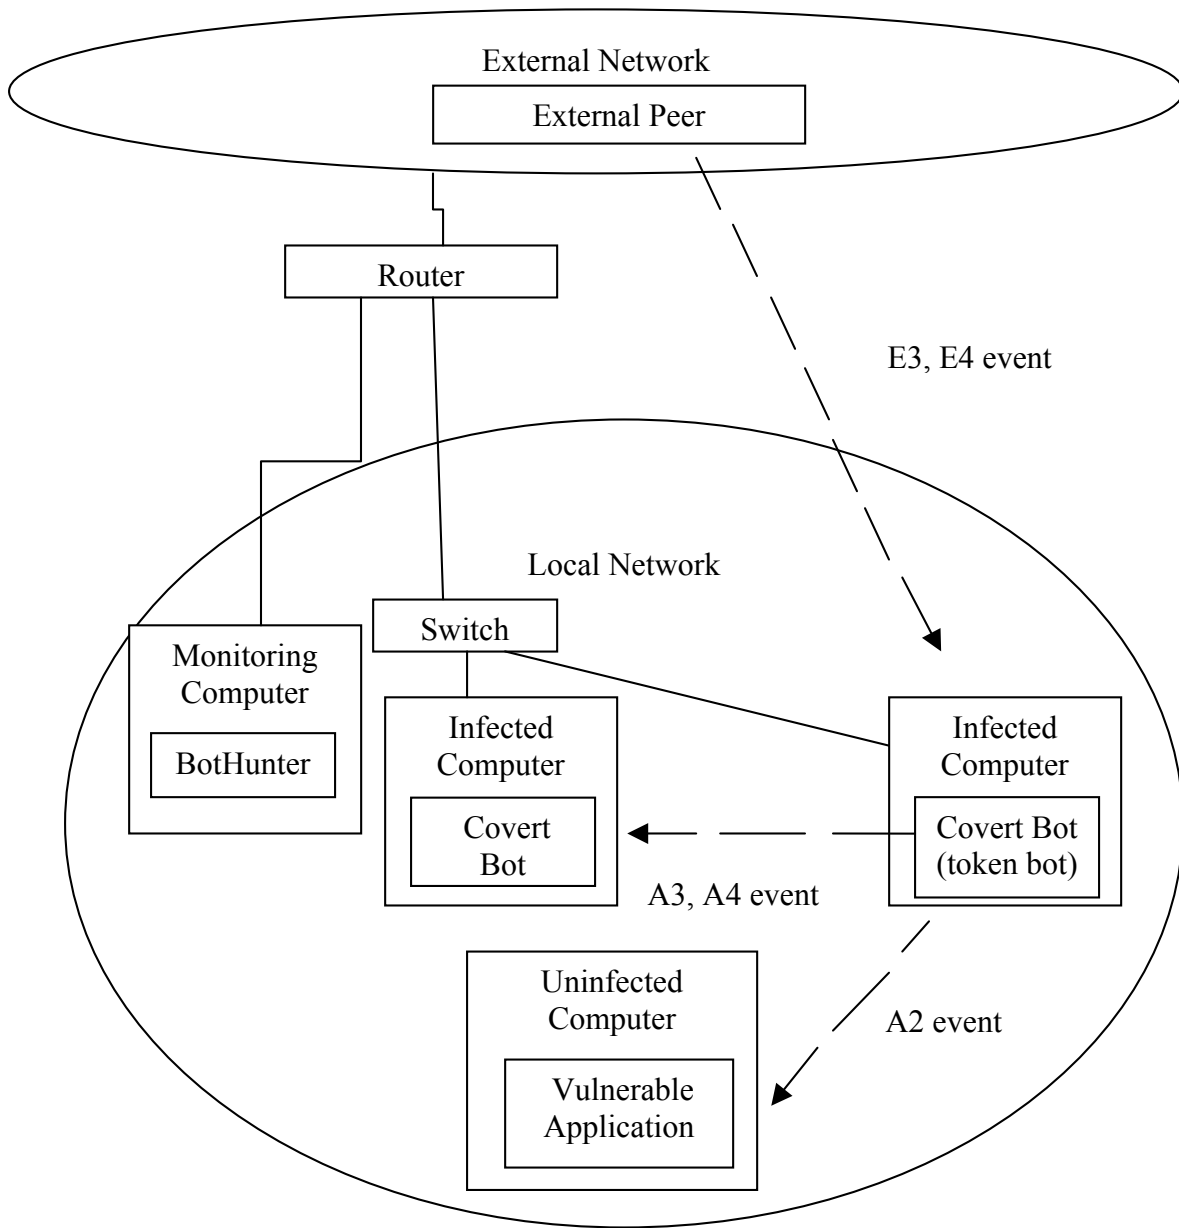 External Network
External Peer
Router
E3, E4 event
Local Network
Switch
Monitoring
Computer
BotHunter
Infected
Computer
Covert
Bot
Infected
Computer
Covert Bot
(token bot)
A3, A4 event
A2 event
Uninfected
Computer
Vulnerable
Application